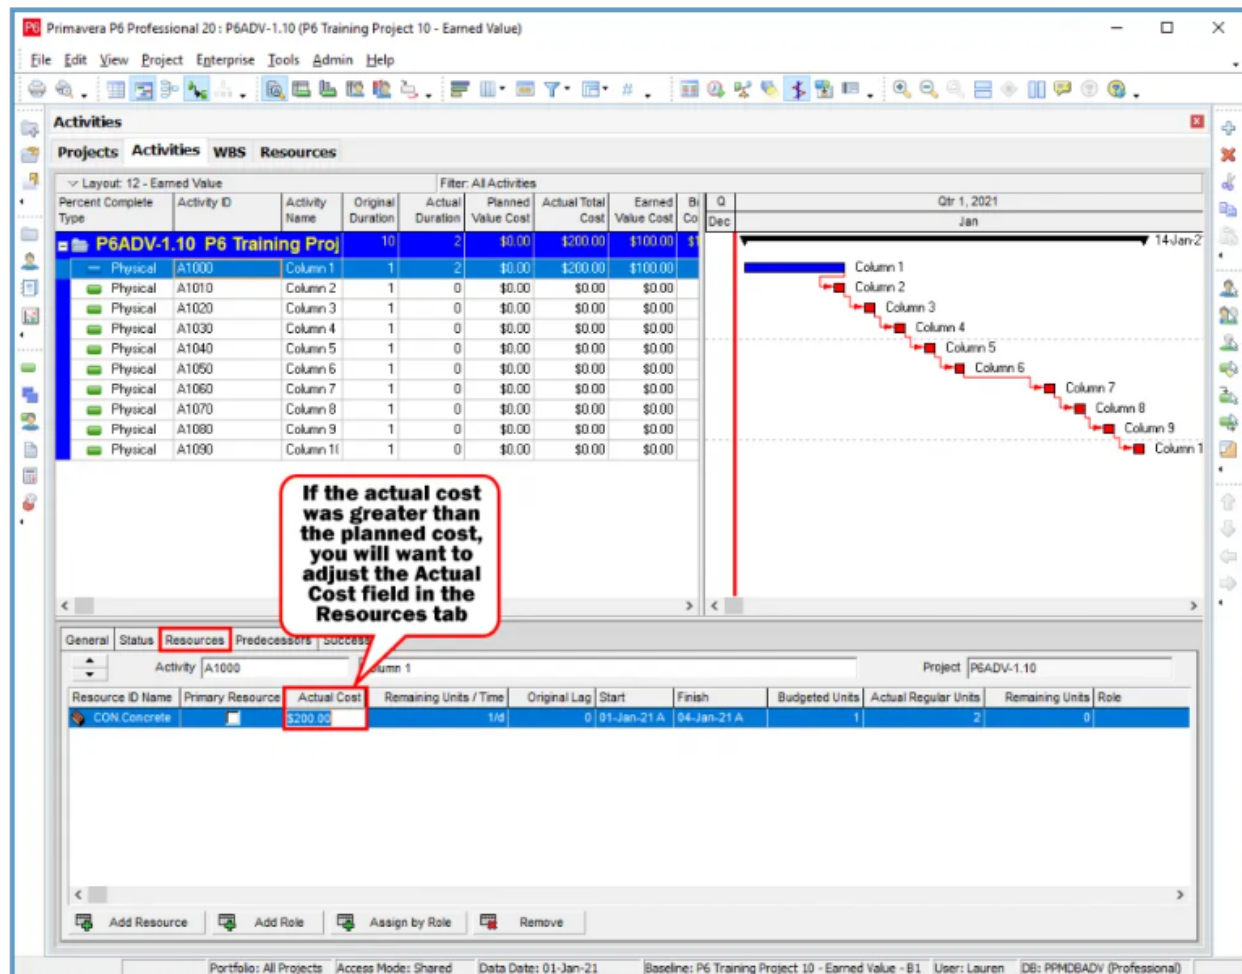 P6 Primavera P6 Professional 20 : P6ADV-1.10 (P6 Training Project 10 - Earned Value)
File Edit View Project Enterprise Tools Admin Help
Activities
Projects Activities WBS Resources
Layout: 12 - Earned Value Filter: All Activities
Percent Complete Type Activity ID Activity Name Original Duration Actual Duration Planned Value Cost Actual Total Cost Earned Value Cost
Q Qtr 1, 2021
Dec Jan
P6ADV-1.10 P6 Training Proj 10 2 $0.00 $200.00 $100.00 $1 14-Jan-2
Physical A1000 Column 1 1 2 $0.00 $200.00 $100.00 Column 1
Physical A1010 Column 2 1 0 $0.00 $0.00 $0.00 Column 2
Physical A1020 Column 3 1 0 $0.00 $0.00 $0.00 Column 3
Physical A1030 Column 4 1 0 $0.00 $0.00 $0.00 Column 4
Physical A1040 Column 5 1 0 $0.00 $0.00 $0.00 Column 5
Physical A1050 Column 6 1 0 $0.00 $0.00 $0.00 Column 6
Physical A1060 Column 7 1 0 $0.00 $0.00 $0.00 Column 7
Physical A1070 Column 8 1 0 $0.00 $0.00 $0.00 Column 8
Physical A1080 Column 9 1 0 $0.00 $0.00 $0.00 Column 9
Physical A1090 Column 1( 1 0 $0.00 $0.00 $0.00 Column 1
If the actual cost
was greater than
the planned cost,
you will want to
adjust the Actual
Cost field in the
Resources tab
General Status Resources Predecessors Success
Activity A1000 olumn 1 Project P6ADV-1.10
Resource ID Name Primary Resource Actual Cost Remaining Units / Time Original Lag Start Finish Budgeted Units Actual Regular Units Remaining Units Role
CON.Concrete $200.00 1/d 0 01-Jan-21 A 04-Jan-21 A 1 2 0
Add Resource Add Role Assign by Role Remove
Portfolio: All Projects Access Mode: Shared Data Date: 01-Jan-21 Baseline: P6 Training Project 10 - Earned Value - B1 User: Lauren DB: PPMDBADV (Professional)